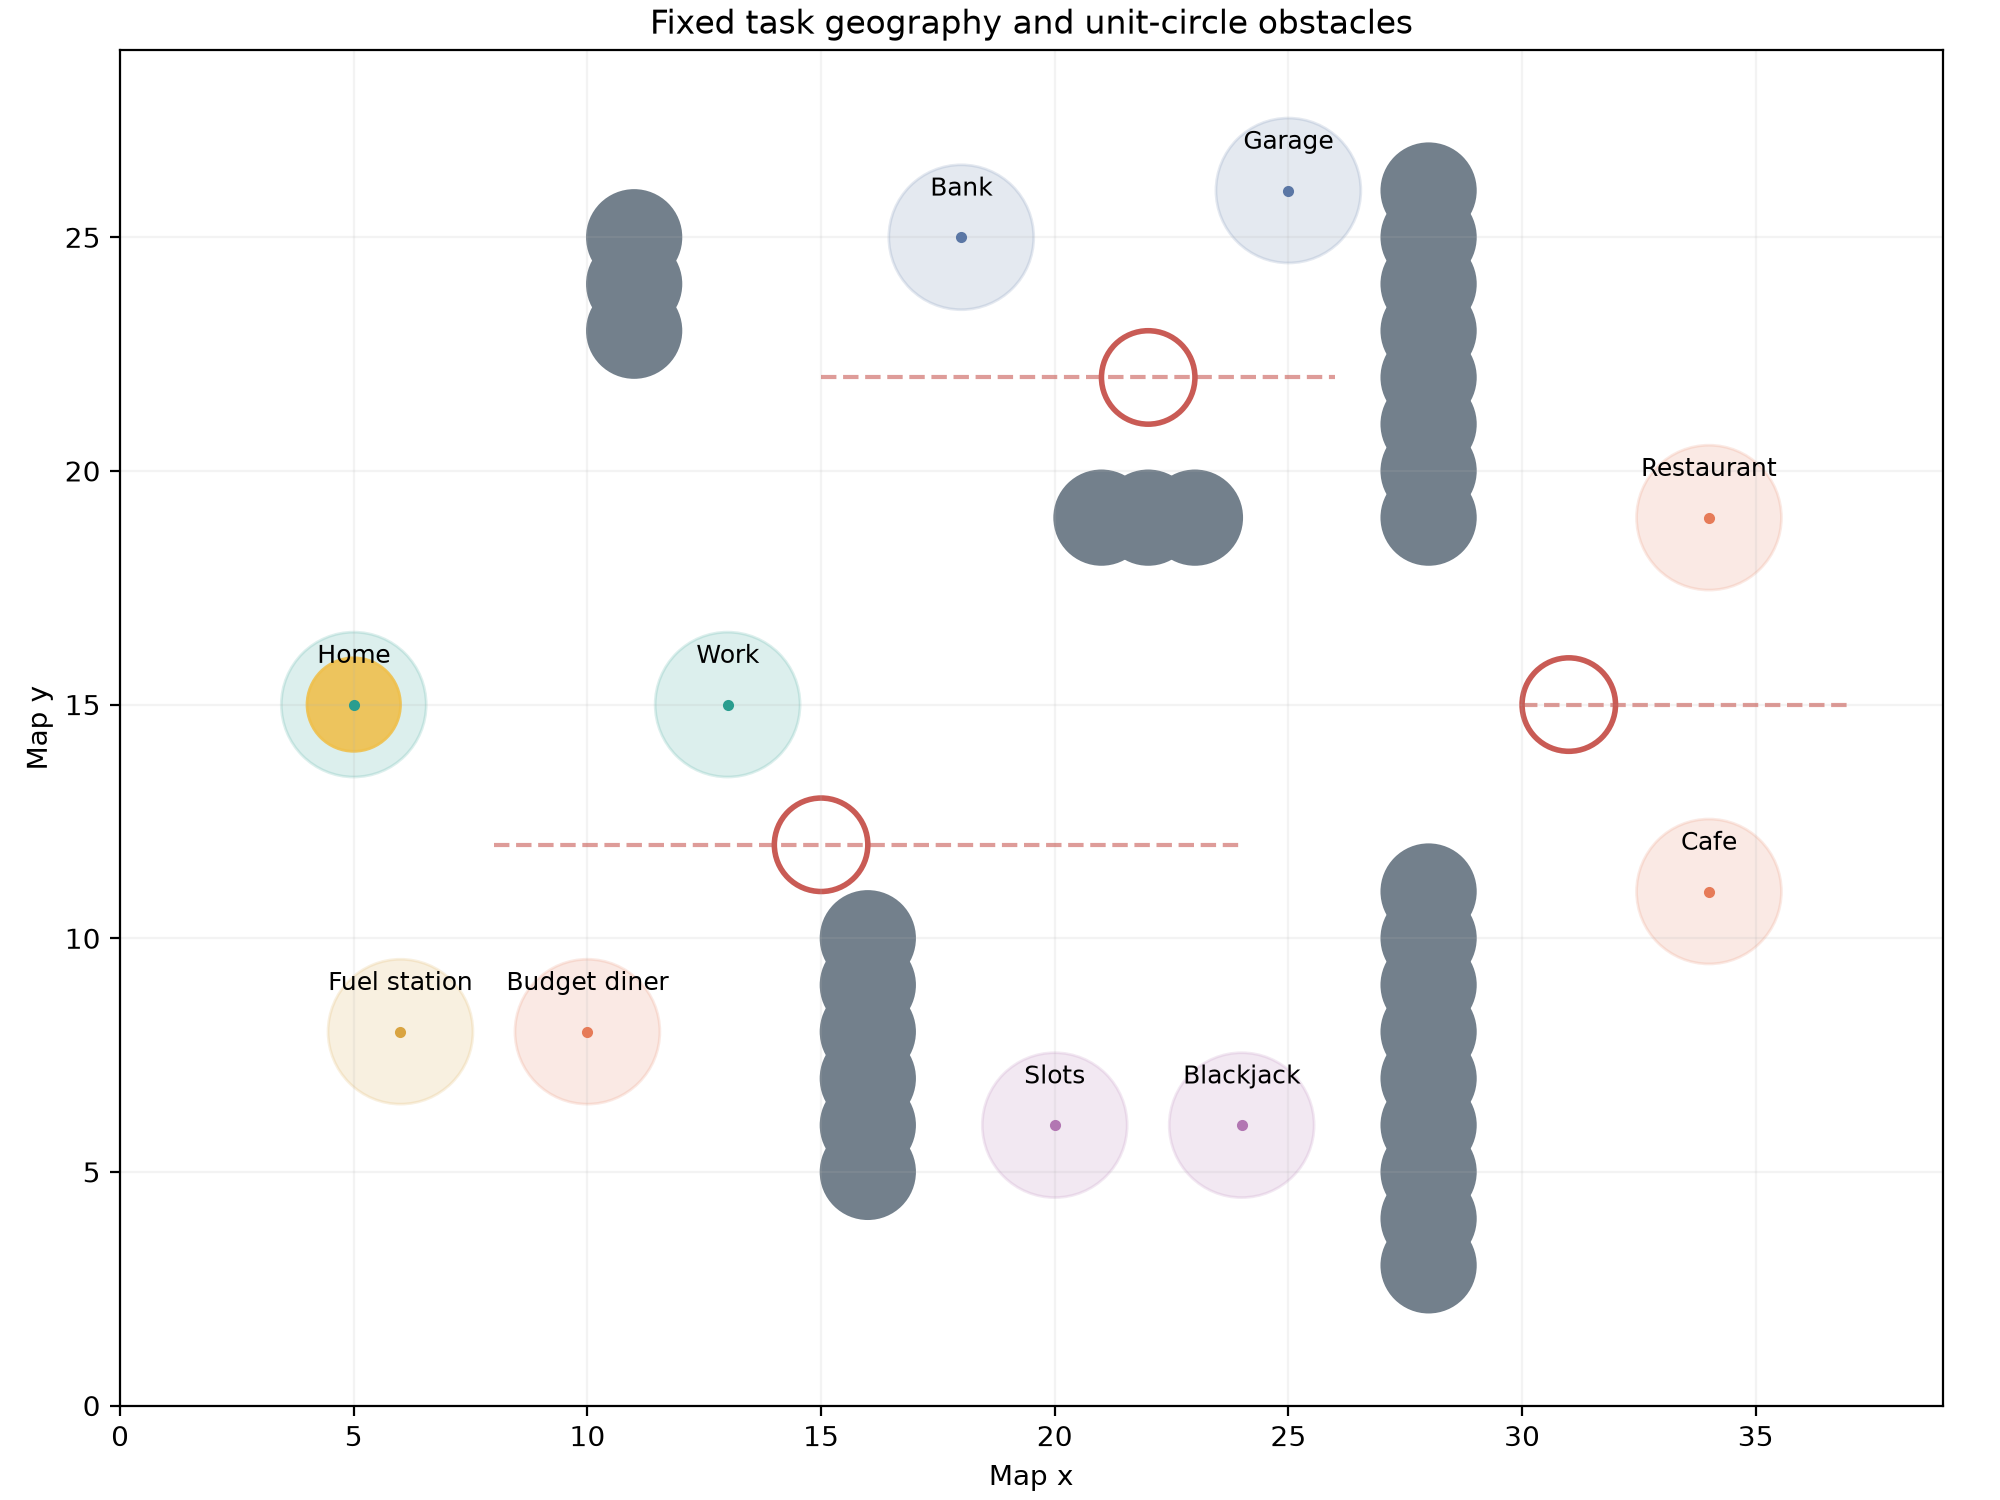 Fixed task geography and unit-circle obstacles
Garage
Bank
25
Restaurant
20
Home
Work
15
Map y
Cafe
10
Fuel station
Budget diner
Slots
Blackjack
5
0
0 5 10 15 20 25 30 35
Map x